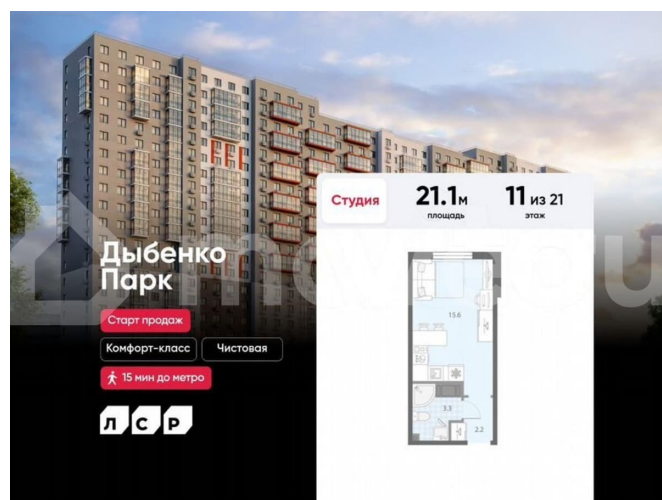 Студия
21.1м
площадь
11 из 21
этаж
Дыбенко
Парк
Старт продаж
Комфорт-класс
Чистовая
15 мин до метро
ЛСР
15.6
3.3
2.2